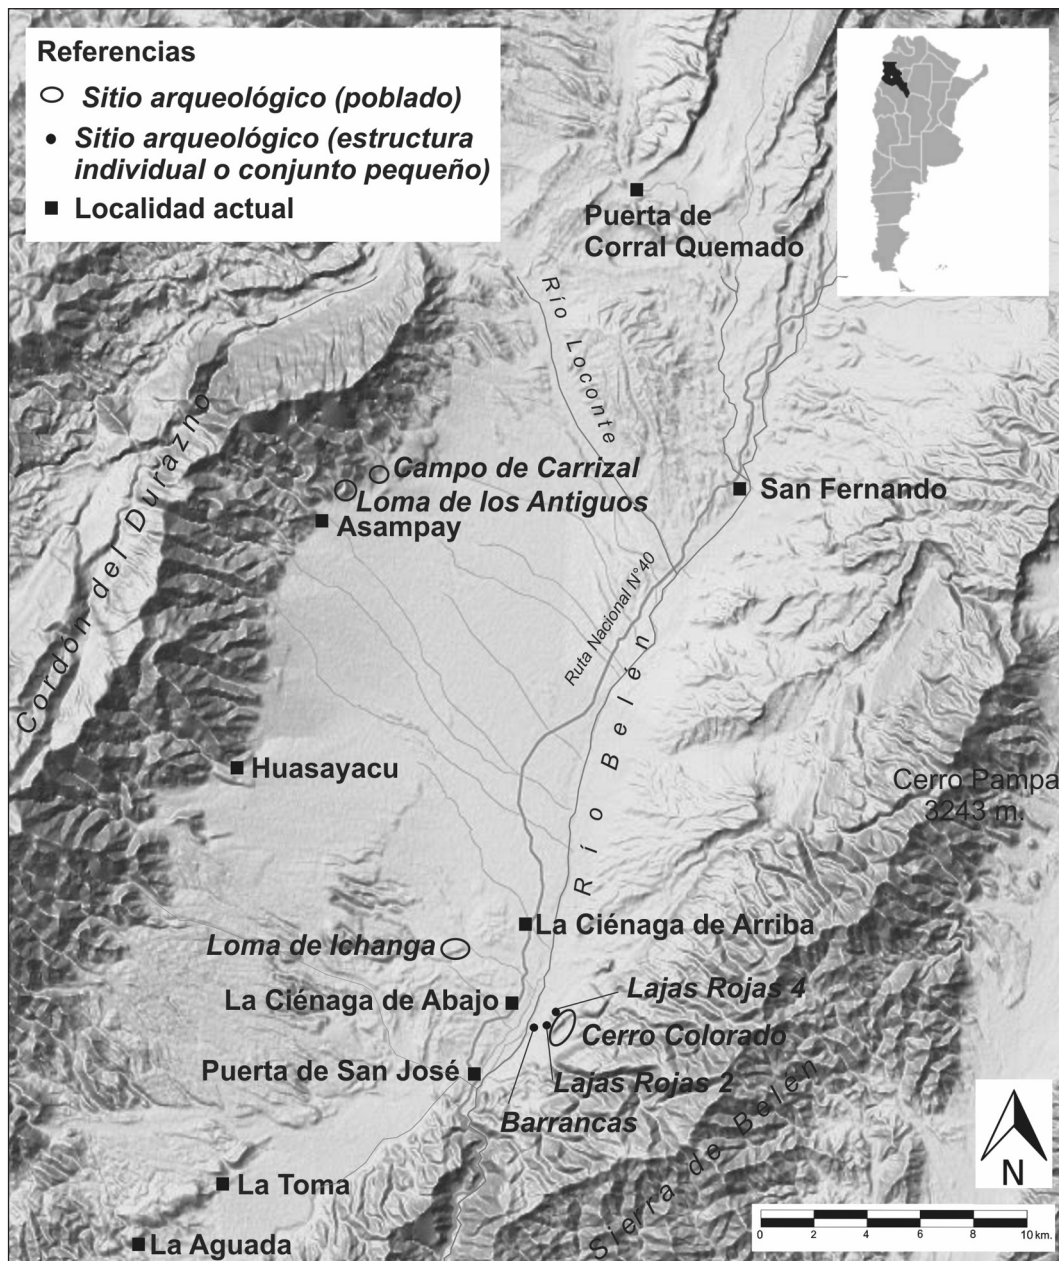 Referencias
Sitio arqueológico (poblado)
Sitio arqueológico (estructura
individual o conjunto pequeño)
Localidad actual
Puerta de
Corral Quemado
Río Loconte
Cordón del Durazno
Campo de Carrizal
Loma de los Antiguos
Asampay
San Fernando
Ruta Nacional N°40
Río Belén
Huasayacu
Cerro Pampa
3243 m.
La Ciénaga de Arriba
Loma de Ichanga
Lajas Rojas 4
La Ciénaga de Abajo
Cerro Colorado
Puerta de San José
Lajas Rojas 2
Barrancas
Sierra de Belén
La Toma
La Aguada
N
0 2 4 6 8 10 km.